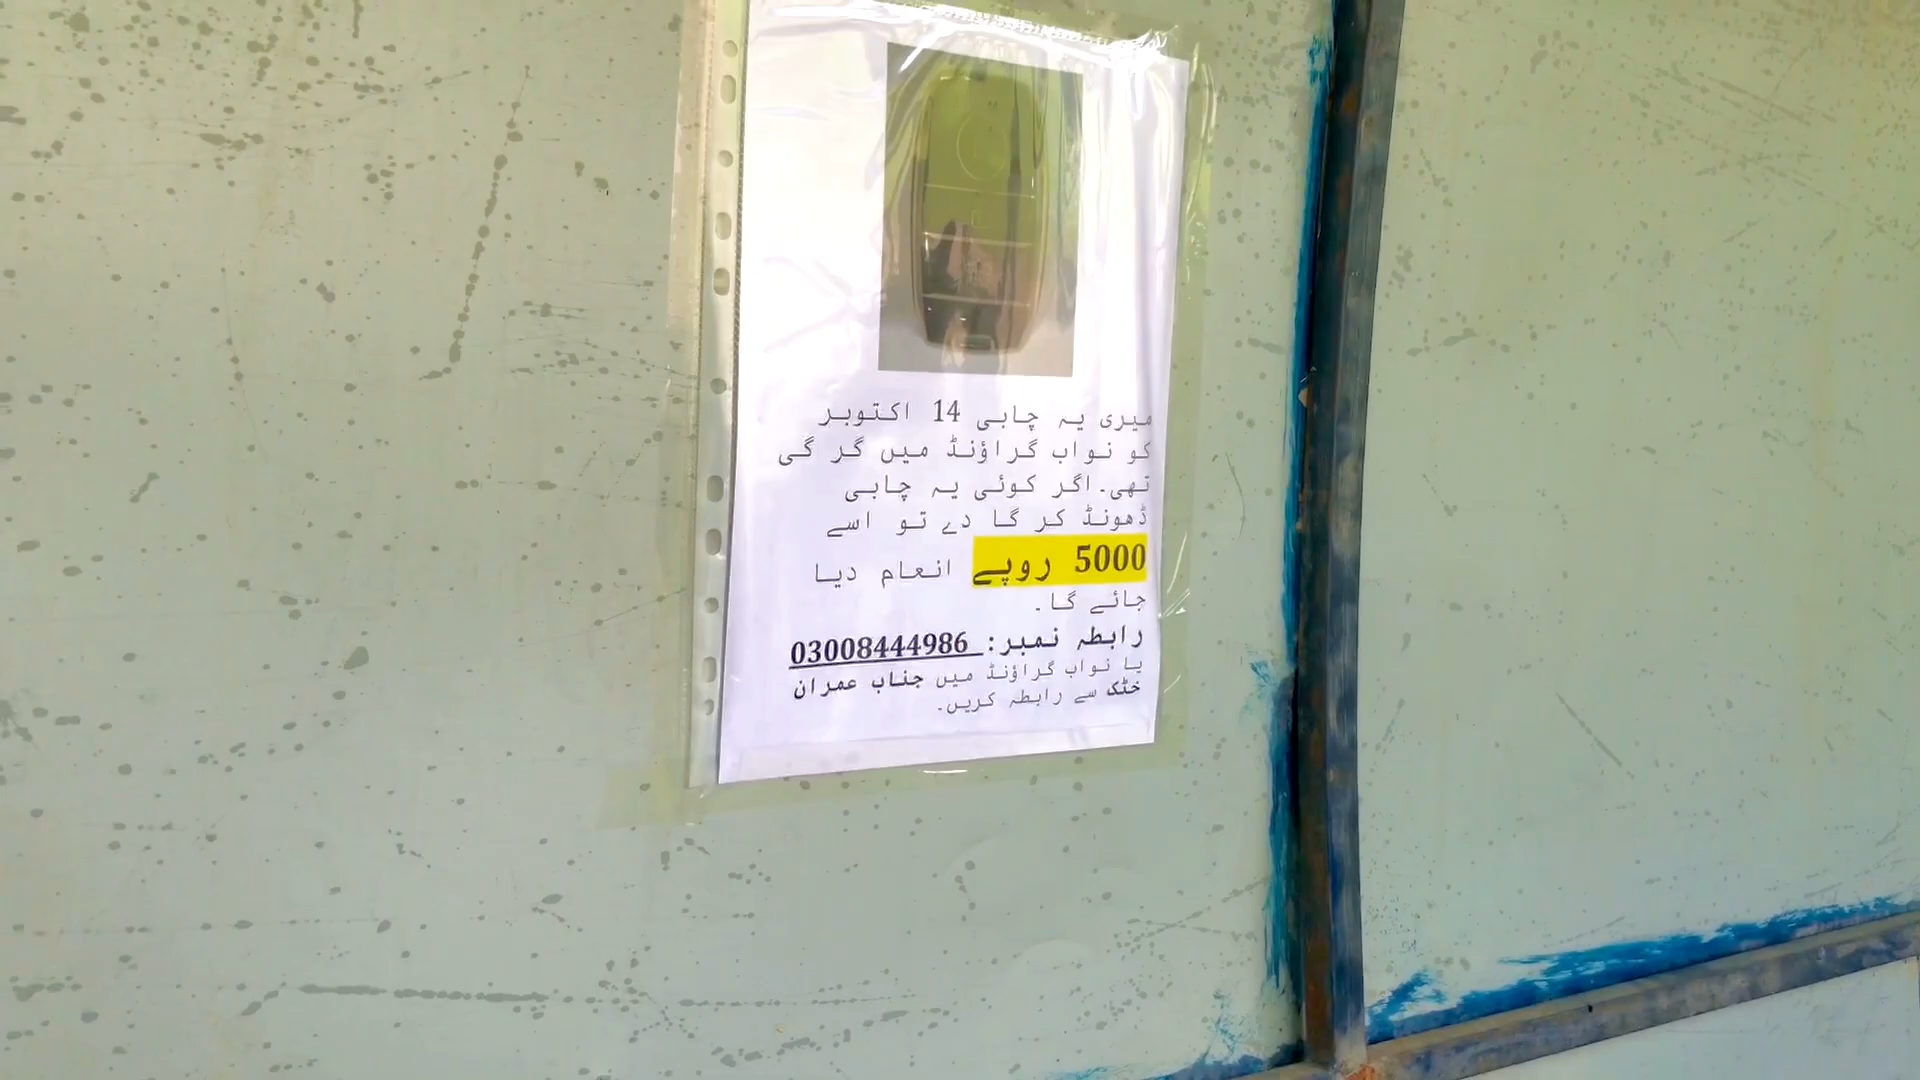 میری یہ چابی 14 اکتوبر
کو نواب گراؤنڈ میں گر گی
تھی۔ اگر کوئی یہ چابی
ڈھونڈ کر گا دے تو اسے
5000 روپے انعام دیا
جائے گا۔
رابطہ نمبر: 03008444986
یا نواب گراؤنڈ میں جناب عمران
خٹک سے رابطہ کریں۔